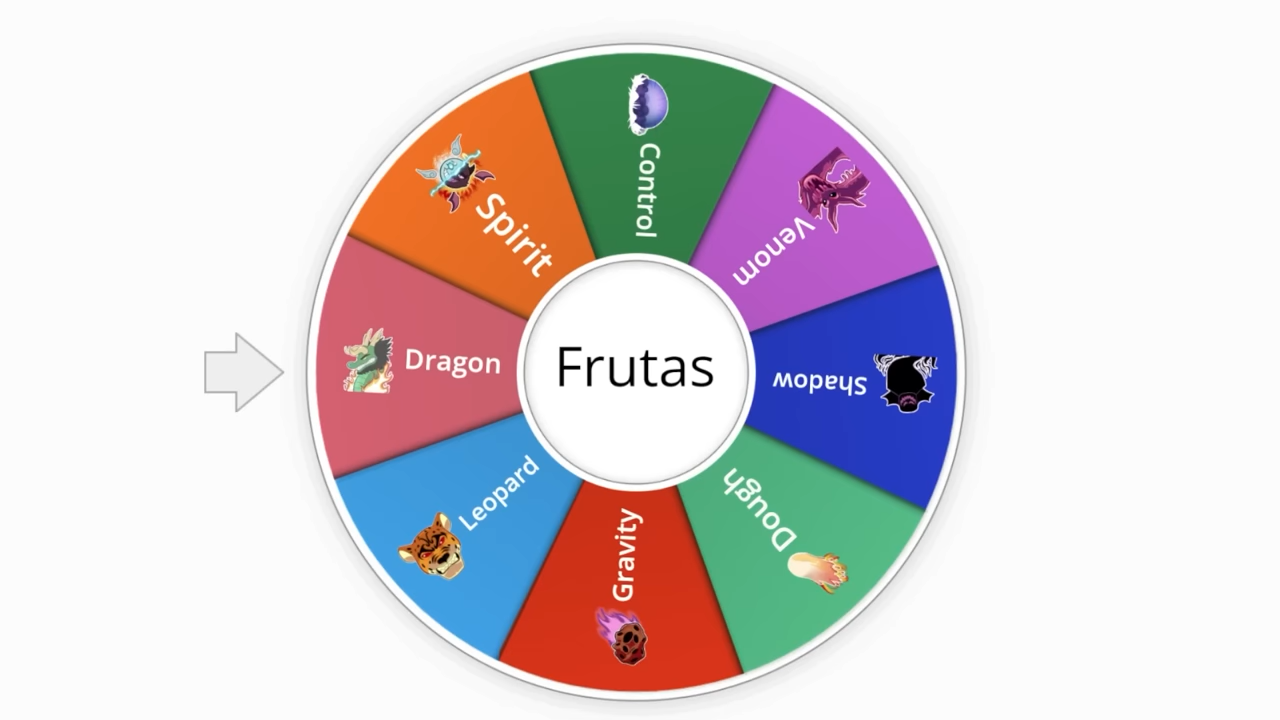 Control
Venom
Shadow
Dough
Gravity
Leopard
Dragon
Spirit
Frutas